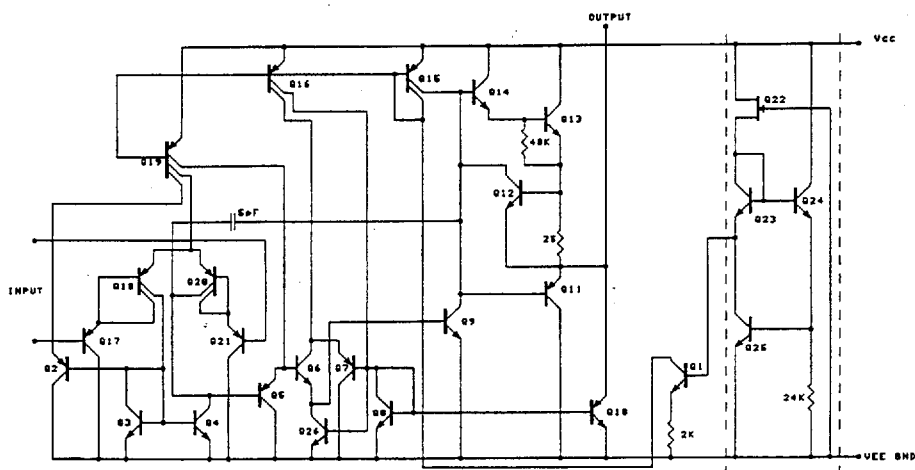 OUTPUT
Vcc
Q16
Q15
Q14
Q22
Q13
40K
Q19
Q12
Q23
Q24
5pF
25
INPUT
Q18
Q20
Q11
Q17
Q21
Q9
Q25
Q2
Q6
Q7
Q1
Q5
Q3
Q4
Q26
Q8
Q10
24K
2K
VEE GND